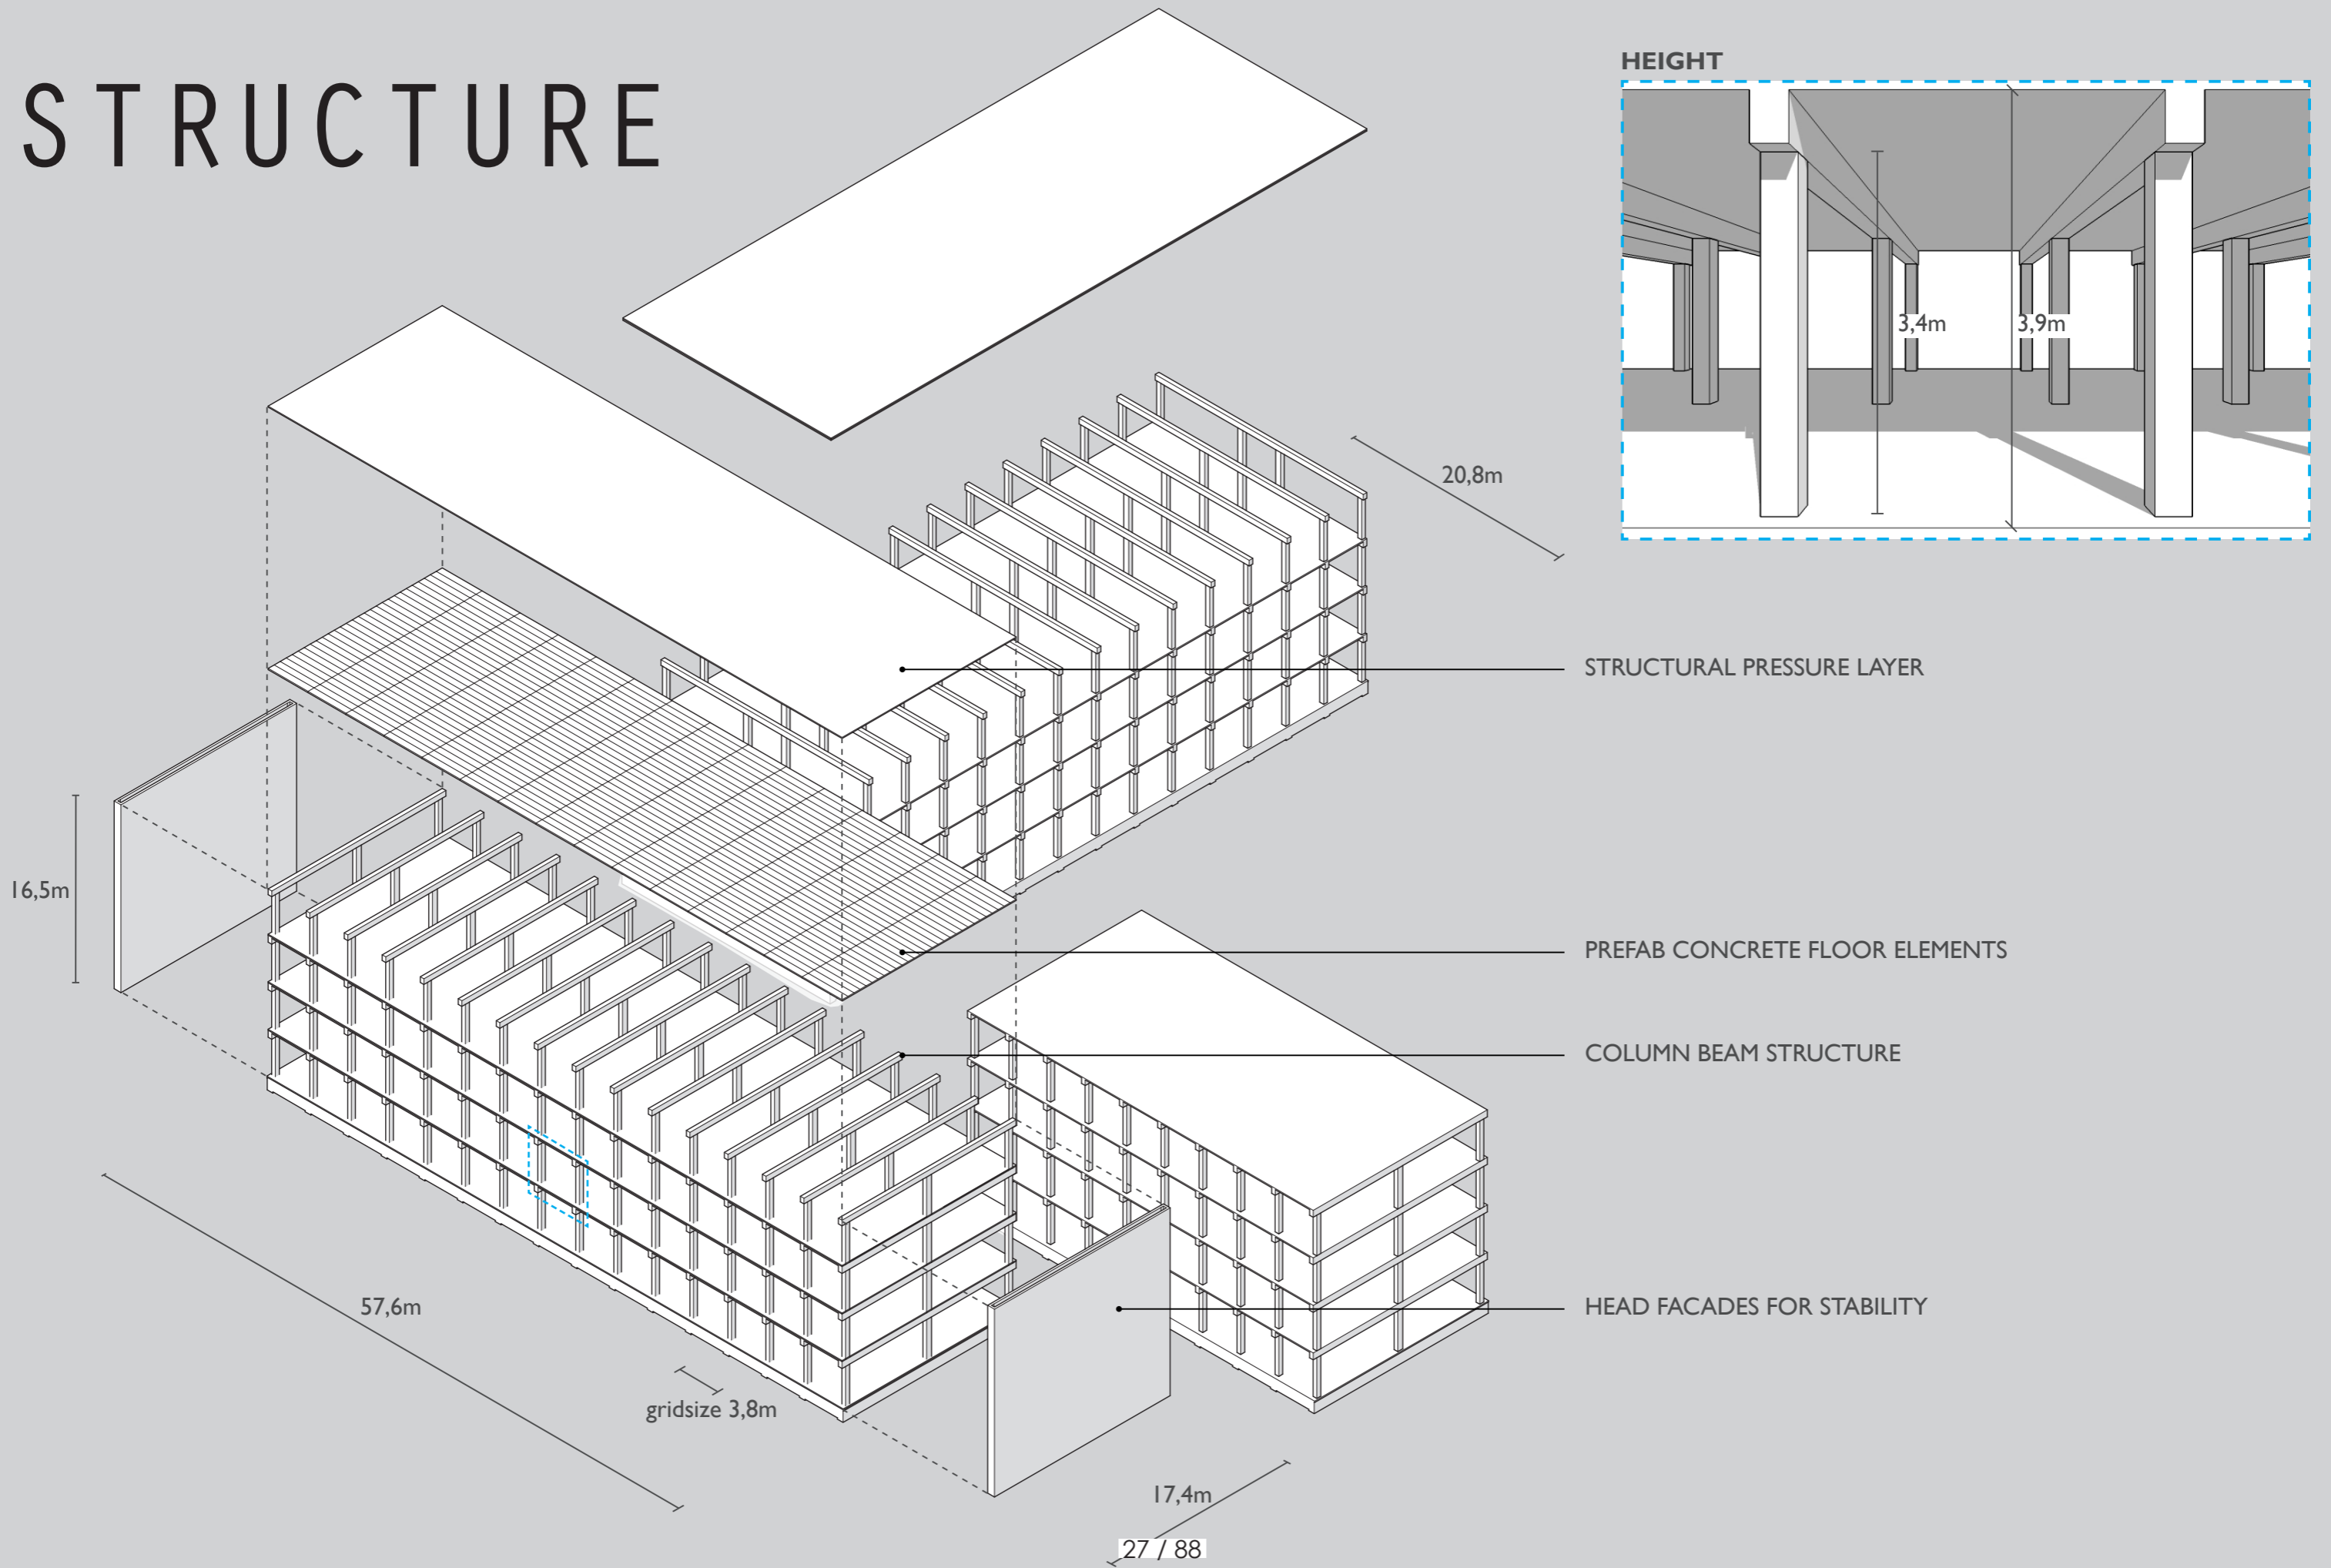 STRUCTURE
HEIGHT
3,4m
3,9m
20,8m
STRUCTURAL PRESSURE LAYER
16,5m
PREFAB CONCRETE FLOOR ELEMENTS
COLUMN BEAM STRUCTURE
57,6m
HEAD FACADES FOR STABILITY
gridsize 3,8m
17,4m
27 / 88